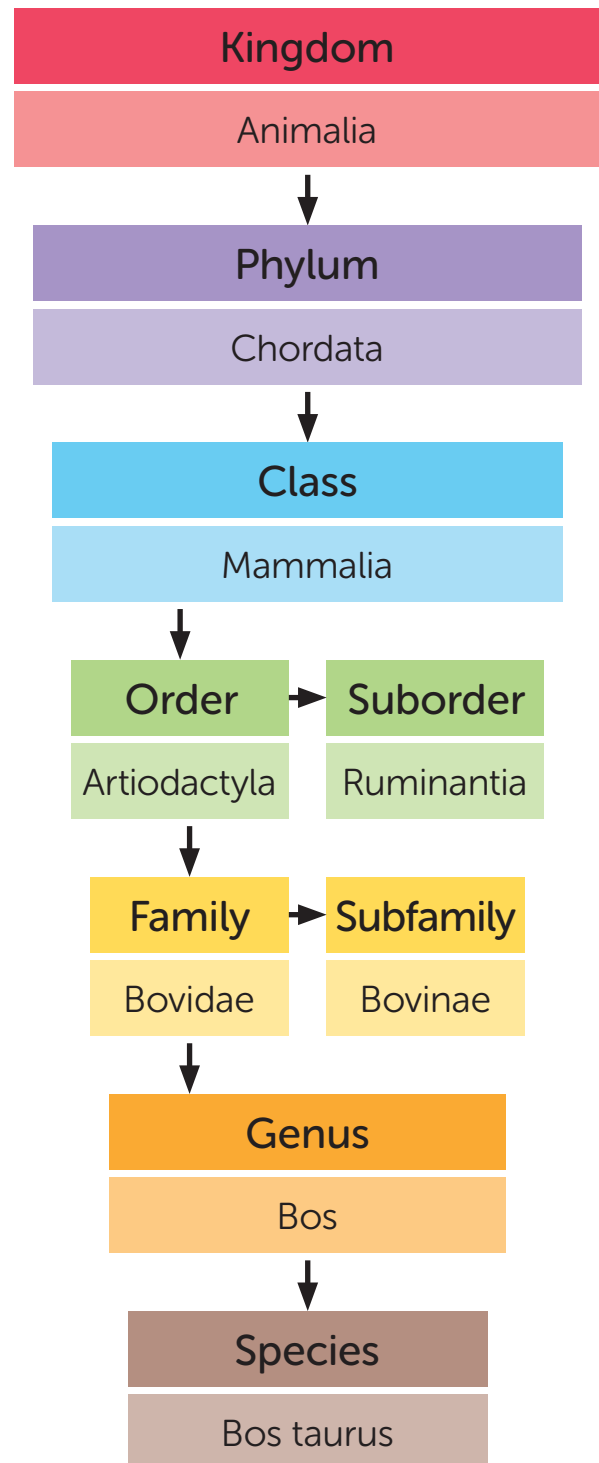 Kingdom
Animalia
Phylum
Chordata
Class
Mammalia
Order
Suborder
Artiodactyla
Ruminantia
Family
Subfamily
Bovidae
Bovinae
Genus
Bos
Species
Bos taurus